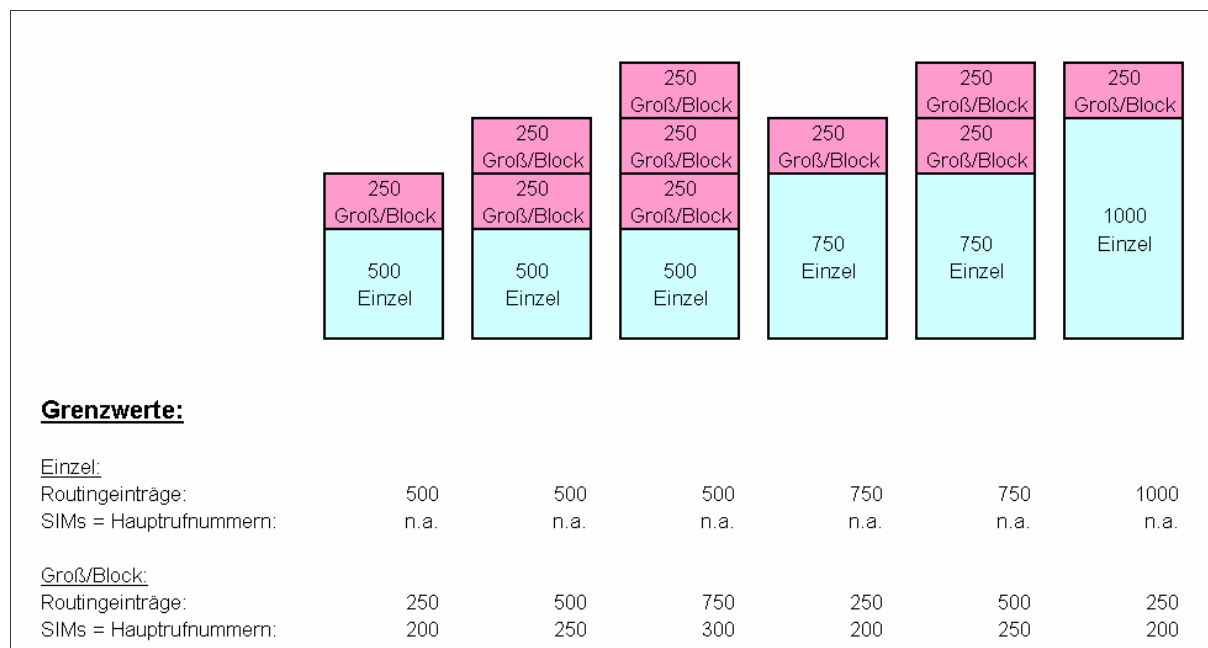 250
Groß/Block
250
Groß/Block
500
Einzel
250
Groß/Block
250
Groß/Block
500
Einzel
250
Groß/Block
250
Groß/Block
250
Groß/Block
500
Einzel
250
Groß/Block
750
Einzel
250
Groß/Block
250
Groß/Block
750
Einzel
250
Groß/Block
1000
Einzel
Grenzwerte:
Einzel:
Routingeinträge: 500 500 500 750 750 1000
SIMs = Hauptrufnummern: n.a. n.a. n.a. n.a. n.a. n.a.
Groß/Block:
Routingeinträge: 250 500 750 250 500 250
SIMs = Hauptrufnummern: 200 250 300 200 250 200